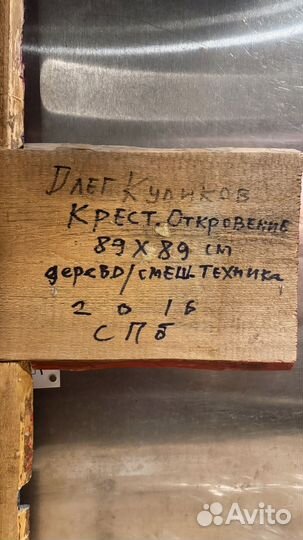 Олег Куликов
Крест. Откровение
89 х 89 см
дерево/смеш-техника
2016
СПб
Avito